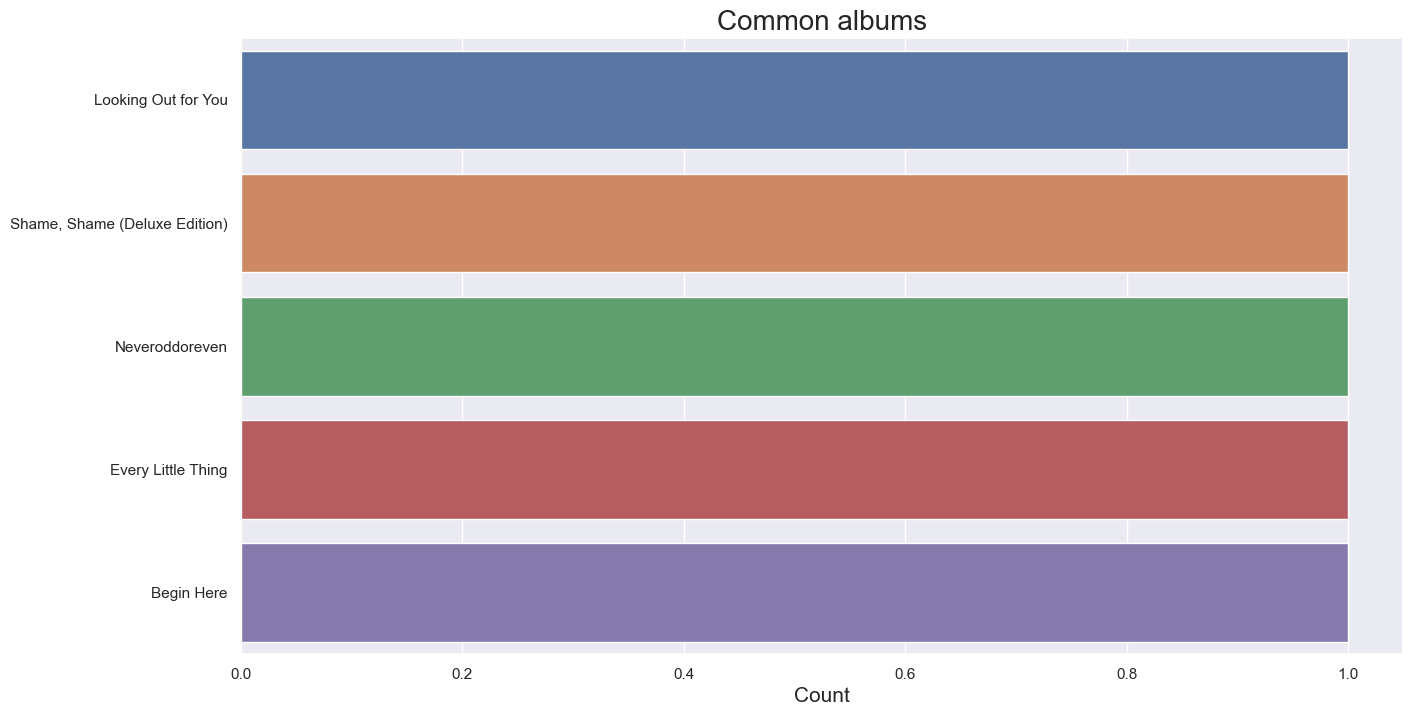 Common albums
Looking Out for You
Shame, Shame (Deluxe Edition)
Neveroddoreven
Every Little Thing
Begin Here
0.0 0.2 0.4 0.6 0.8 1.0
Count